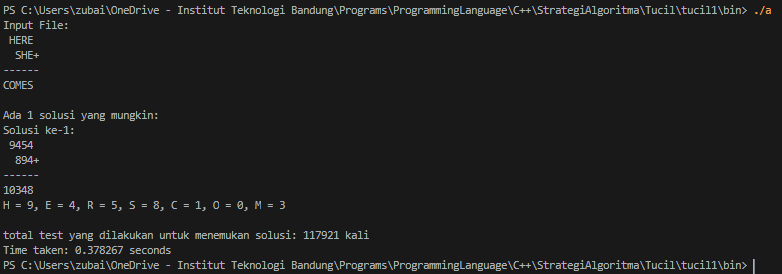 PS C:\Users\zubai\OneDrive - Institut Teknologi Bandung\Programs\ProgrammingLanguage\C++\StrategiAlgoritma\Tucil\tucil1\bin> ./a
Input File:
 HERE
  SHE+
------
COMES

Ada 1 solusi yang mungkin:
Solusi ke-1:
 9454
  894+
------
10348
H = 9, E = 4, R = 5, S = 8, C = 1, O = 0, M = 3

total test yang dilakukan untuk menemukan solusi: 117921 kali
Time taken: 0.378267 seconds
PS C:\Users\zubai\OneDrive - Institut Teknologi Bandung\Programs\ProgrammingLanguage\C++\StrategiAlgoritma\Tucil\tucil1\bin>